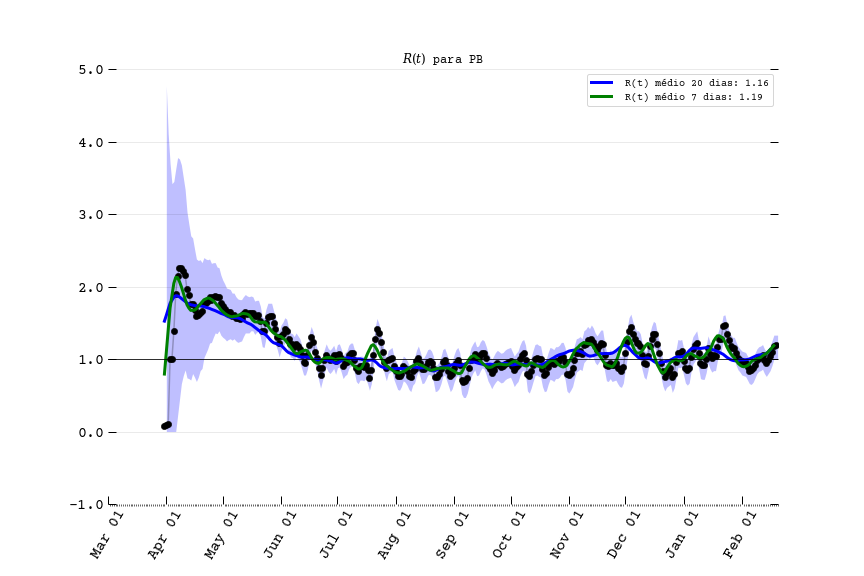 R(t) para PB
R(t) médio 20 dias: 1.16
R(t) médio 7 dias: 1.19
5.0
4.0
3.0
2.0
1.0
0.0
-1.0
Mar 01
Apr 01
May 01
Jun 01
Jul 01
Aug 01
Sep 01
Oct 01
Nov 01
Dec 01
Jan 01
Feb 01